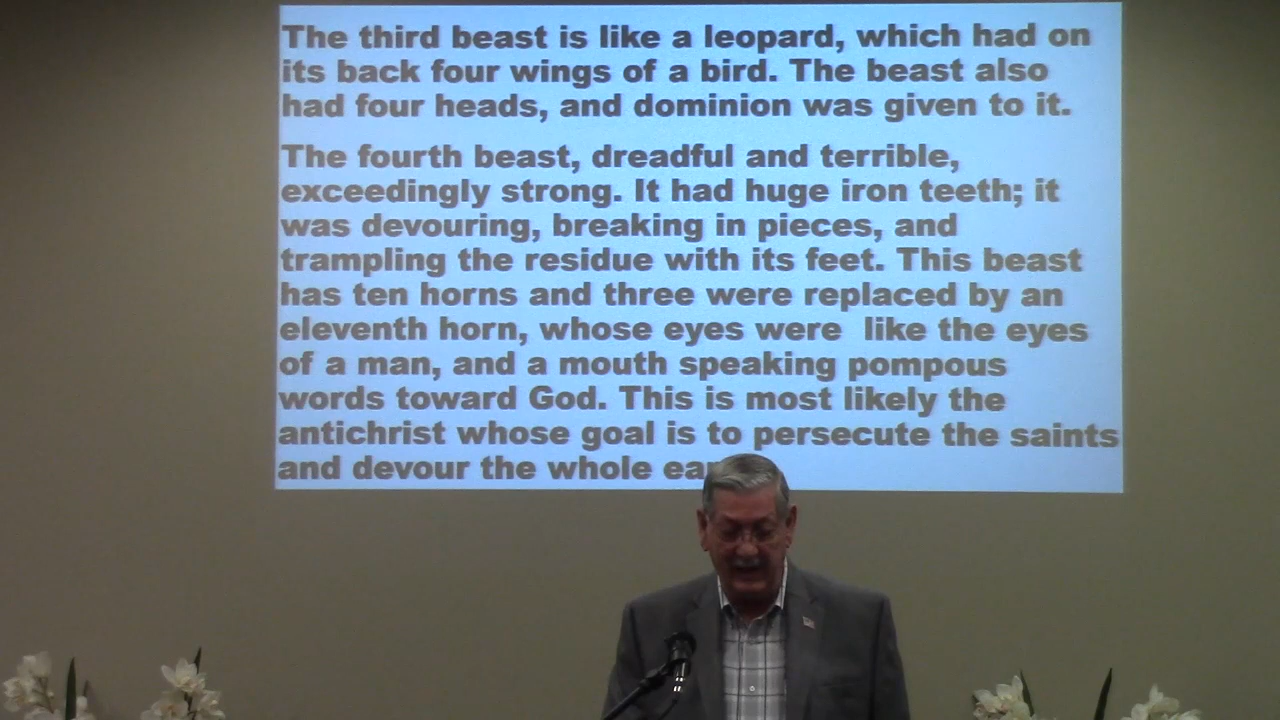 The third beast is like a leopard, which had on
its back four wings of a bird. The beast also
had four heads, and dominion was given to it.
The fourth beast, dreadful and terrible,
exceedingly strong. It had huge iron teeth; it
was devouring, breaking in pieces, and
trampling the residue with its feet. This beast
has ten horns and three were replaced by an
eleventh horn, whose eyes were like the eyes
of a man, and a mouth speaking pompous
words toward God. This is most likely the
antichrist whose goal is to persecute the saints
and devour the whole